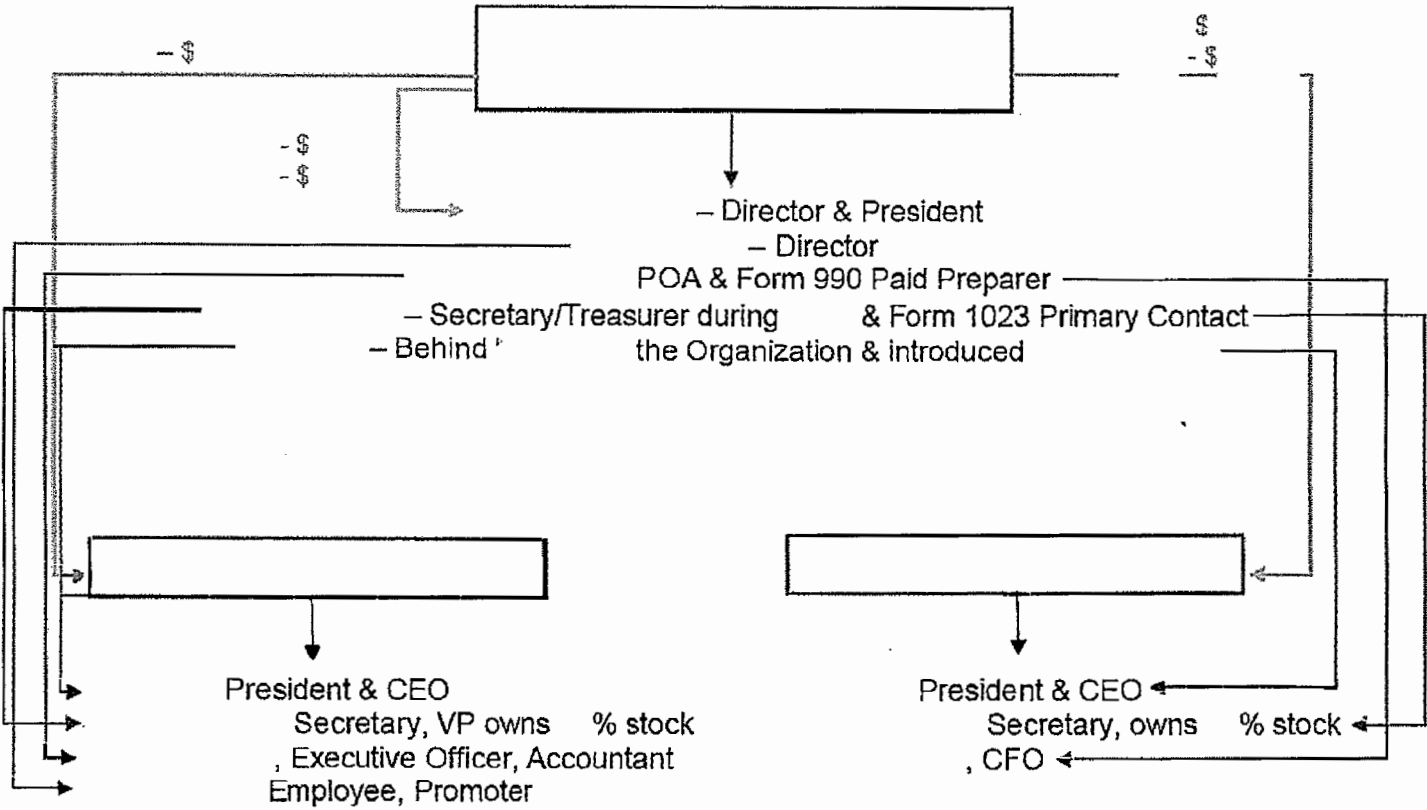 – $
$
- $
- $
- $
– Director & President
– Director
POA & Form 990 Paid Preparer
– Secretary/Treasurer during & Form 1023 Primary Contact
– Behind the Organization & introduced
President & CEO
Secretary, VP owns % stock
, Executive Officer, Accountant
Employee, Promoter
President & CEO
Secretary, owns % stock
, CFO